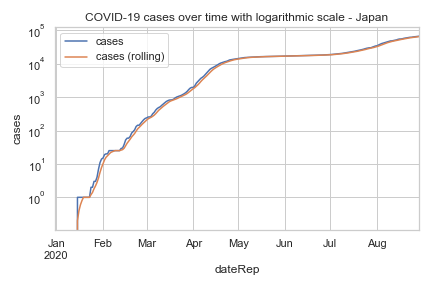 COVID-19 cases over time with logarithmic scale - Japan
cases
cases (rolling)
10^5
10^4
10^3
10^2
10^1
10^0
cases
Jan Feb Mar Apr May Jun Jul Aug
2020
dateRep